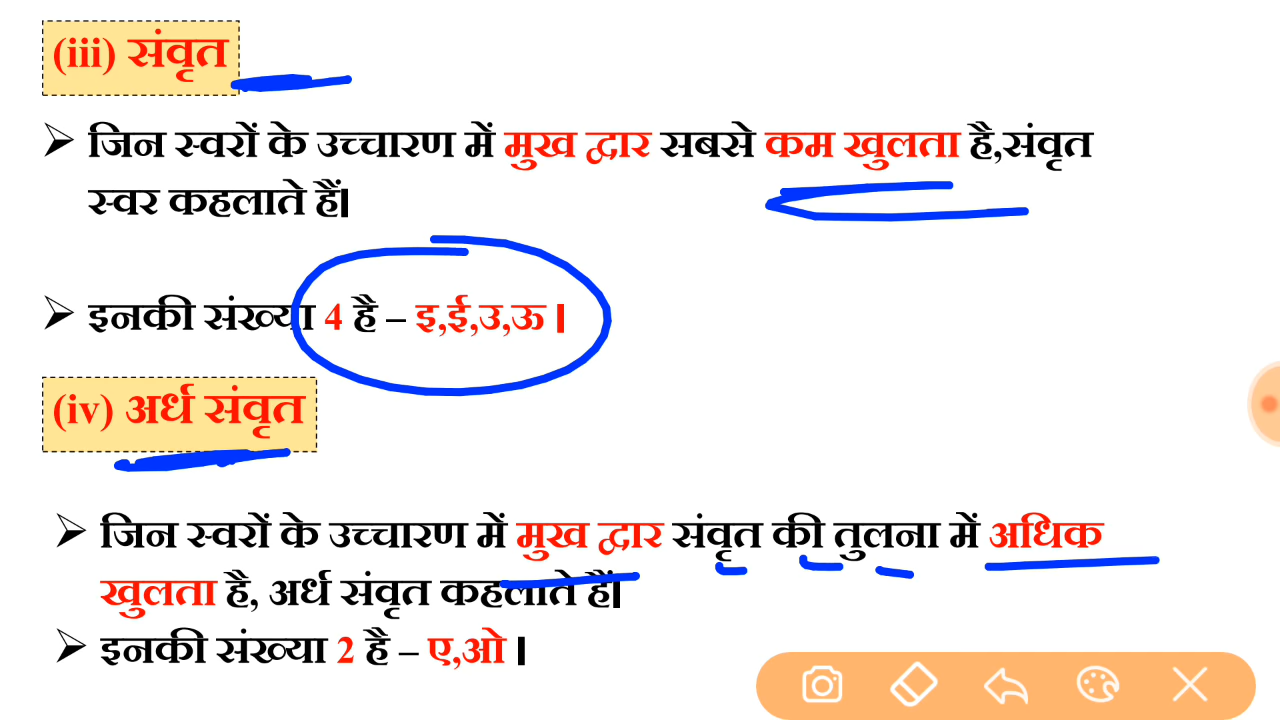 (iii) संवृत
जिन स्वरों के उच्चारण में मुख द्वार सबसे कम खुलता है,संवृत
स्वर कहलाते हैं।
इनकी संख्या 4 है – इ,ई,उ,ऊ ।
(iv) अर्ध संवृत
जिन स्वरों के उच्चारण में मुख द्वार संवृत की तुलना में अधिक
खुलता है, अर्ध संवृत कहलाते हैं।
इनकी संख्या 2 है – ए,ओ ।